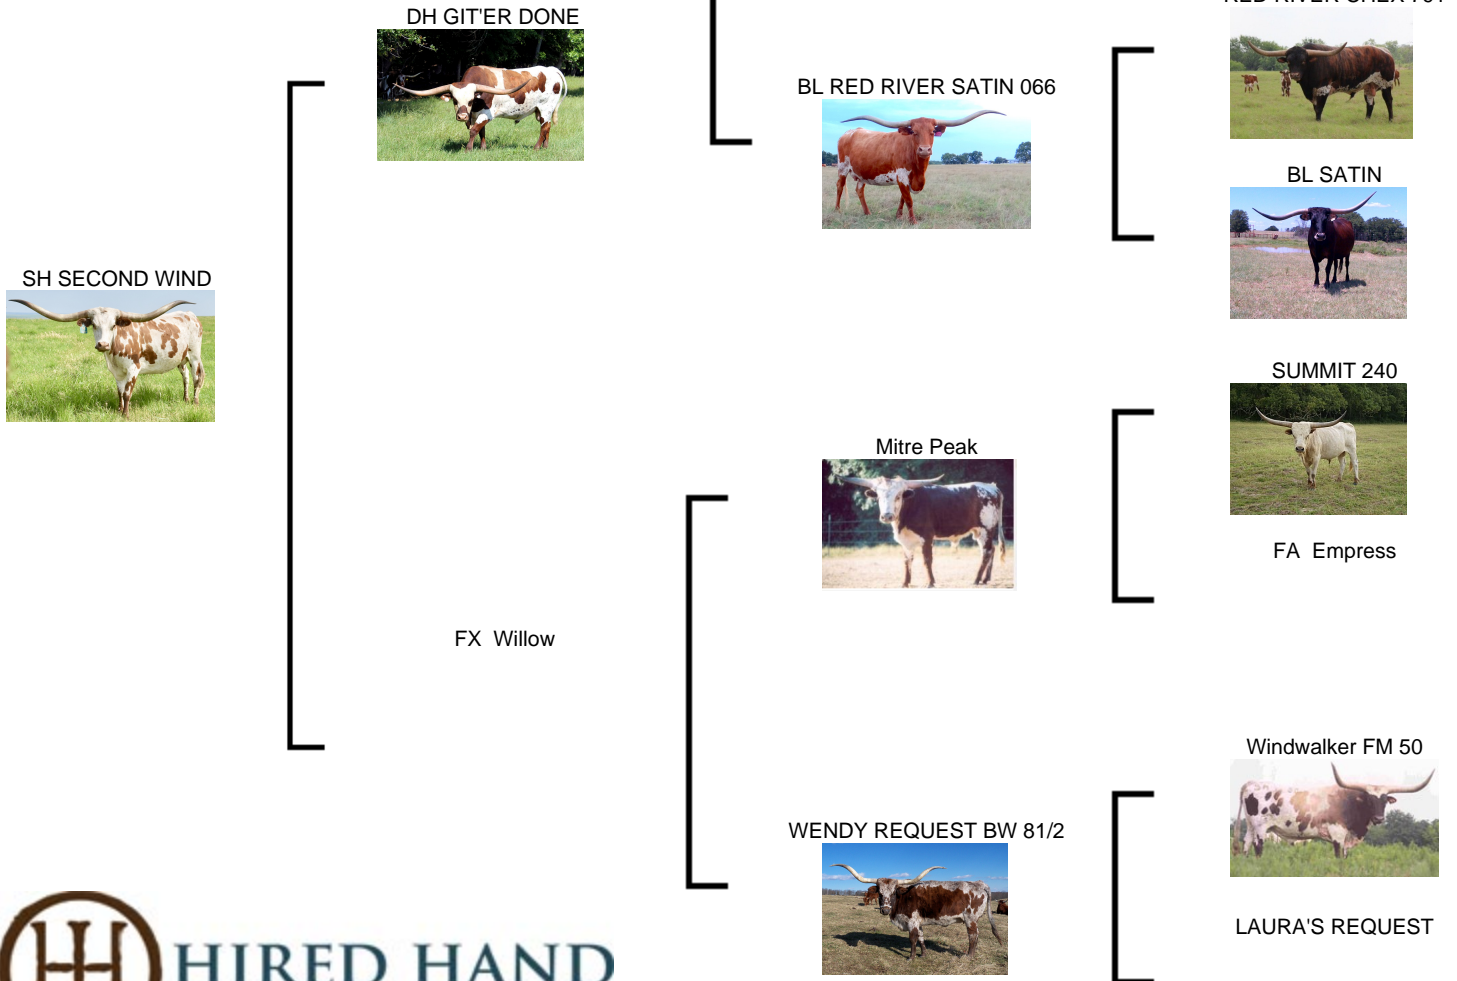 DH GIT'ER DONE
BL RED RIVER SATIN 066
BL SATIN
SH SECOND WIND
SUMMIT 240
Mitre Peak
FA Empress
FX Willow
Windwalker FM 50
WENDY REQUEST BW 81/2
LAURA'S REQUEST
HIRED HAND